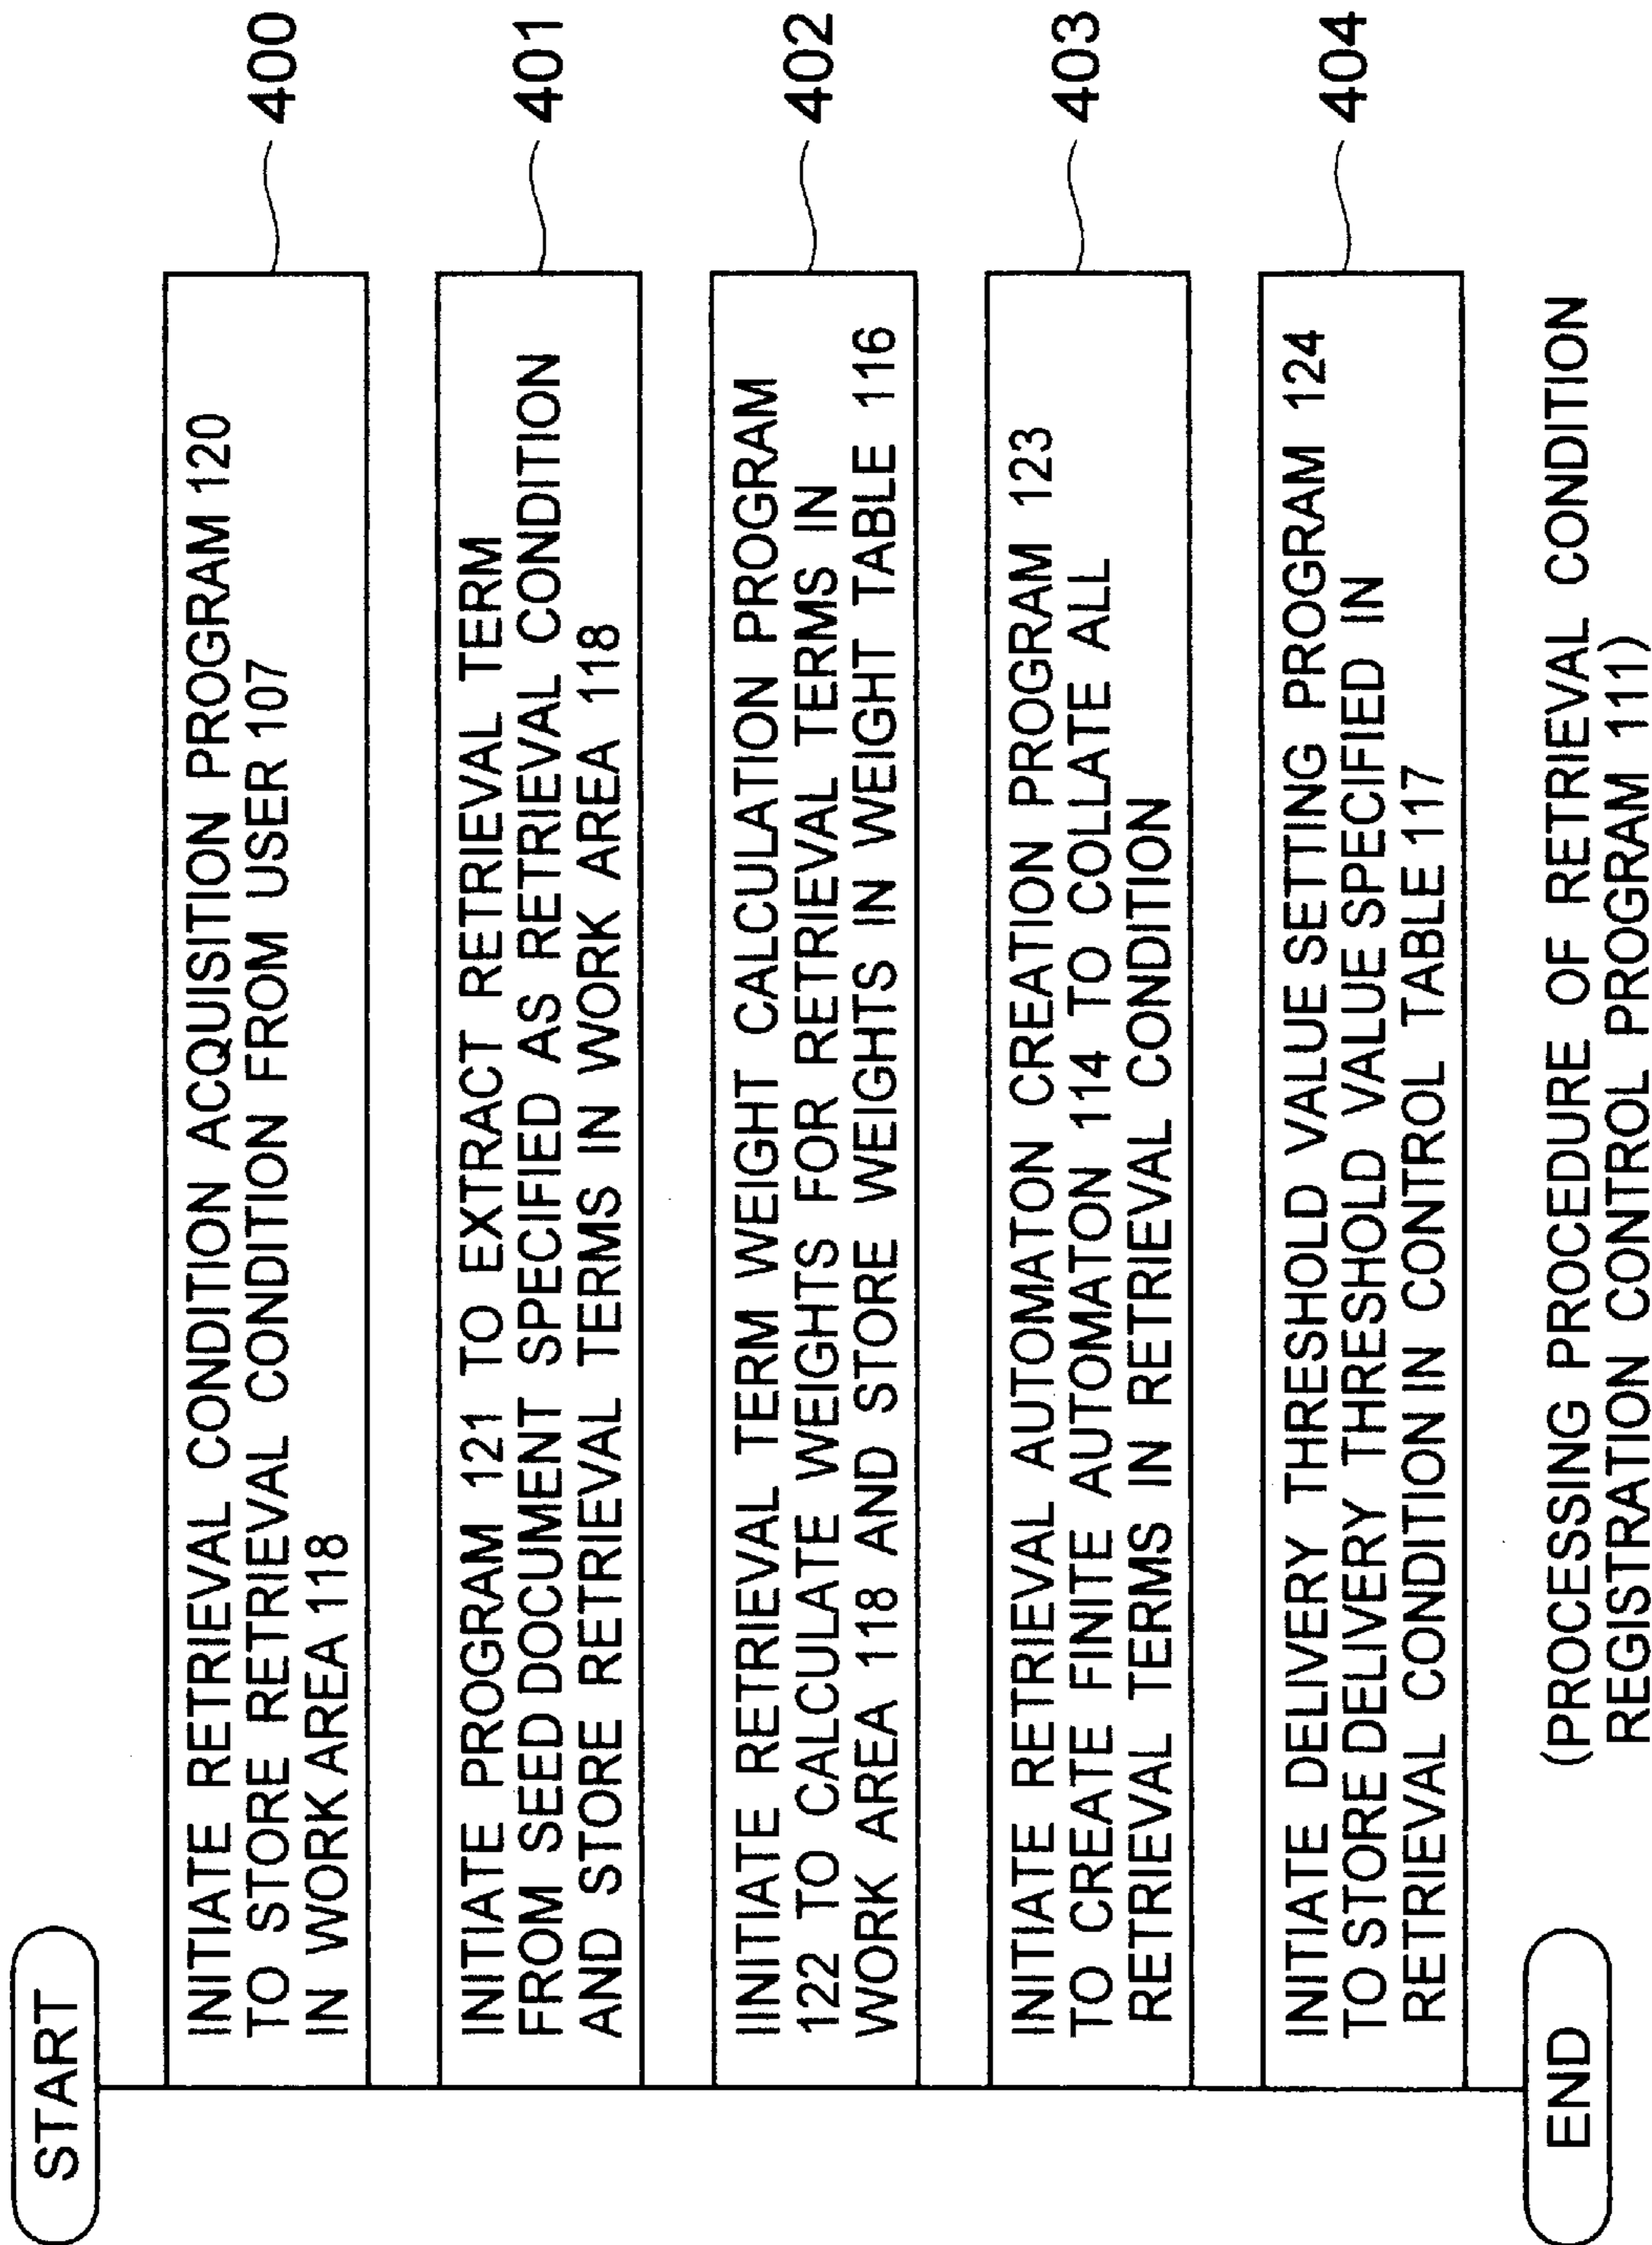 START
INITIATE RETRIEVAL CONDITION ACQUISITION PROGRAM 120
TO STORE RETRIEVAL CONDITION FROM USER 107
IN WORK AREA 118
400
INITIATE PROGRAM 121 TO EXTRACT RETRIEVAL TERM
FROM SEED DOCUMENT SPECIFIED AS RETRIEVAL CONDITION
AND STORE RETRIEVAL TERMS IN WORK AREA 118
401
IINITIATE RETRIEVAL TERM WEIGHT CALCULATION PROGRAM
122 TO CALCULATE WEIGHTS FOR RETRIEVAL TERMS IN
WORK AREA 118 AND STORE WEIGHTS IN WEIGHT TABLE 116
402
INITIATE RETRIEVAL AUTOMATON CREATION PROGRAM 123
TO CREATE FINITE AUTOMATON 114 TO COLLATE ALL
RETRIEVAL TERMS IN RETRIEVAL CONDITION
403
INITIATE DELIVERY THRESHOLD VALUE SETTING PROGRAM 124
TO STORE DELIVERY THRESHOLD VALUE SPECIFIED IN
RETRIEVAL CONDITION IN CONTROL TABLE 117
404
END
(PROCESSING PROCEDURE OF RETRIEVAL CONDITION
REGISTRATION CONTROL PROGRAM 111)